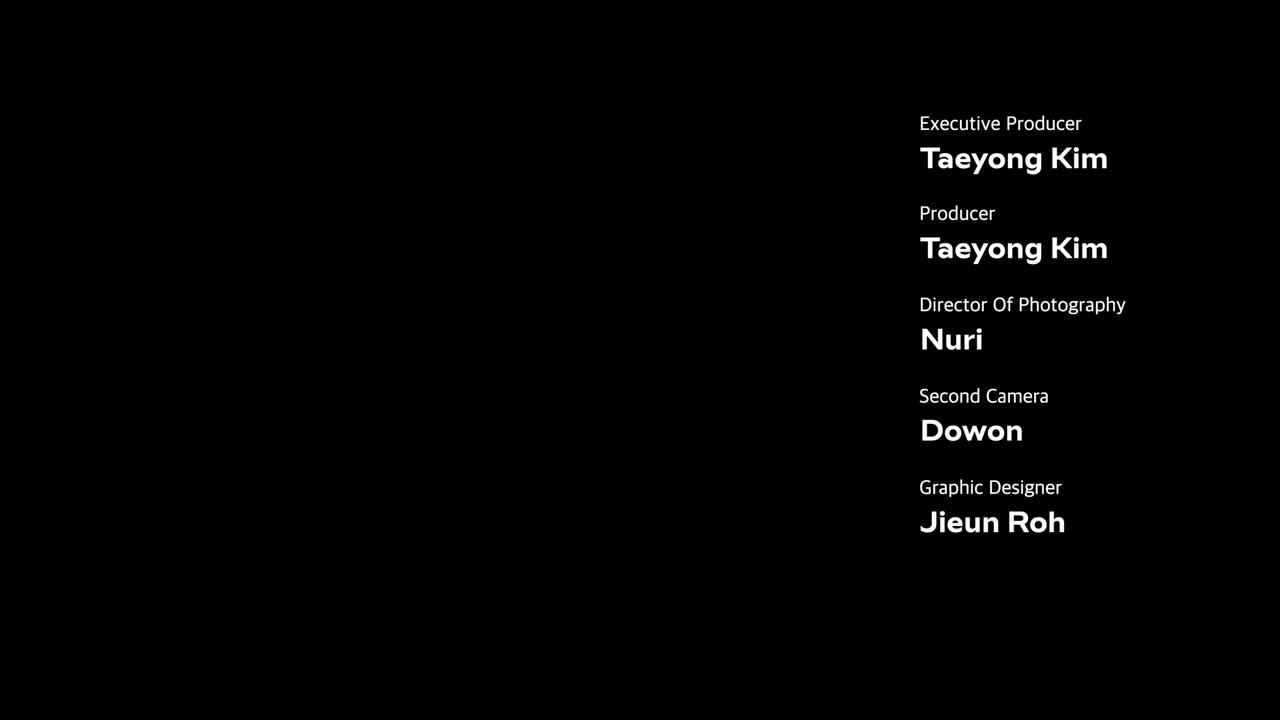 Executive Producer
Taeyong Kim
Producer
Taeyong Kim
Director Of Photography
Nuri
Second Camera
Dowon
Graphic Designer
Jieun Roh